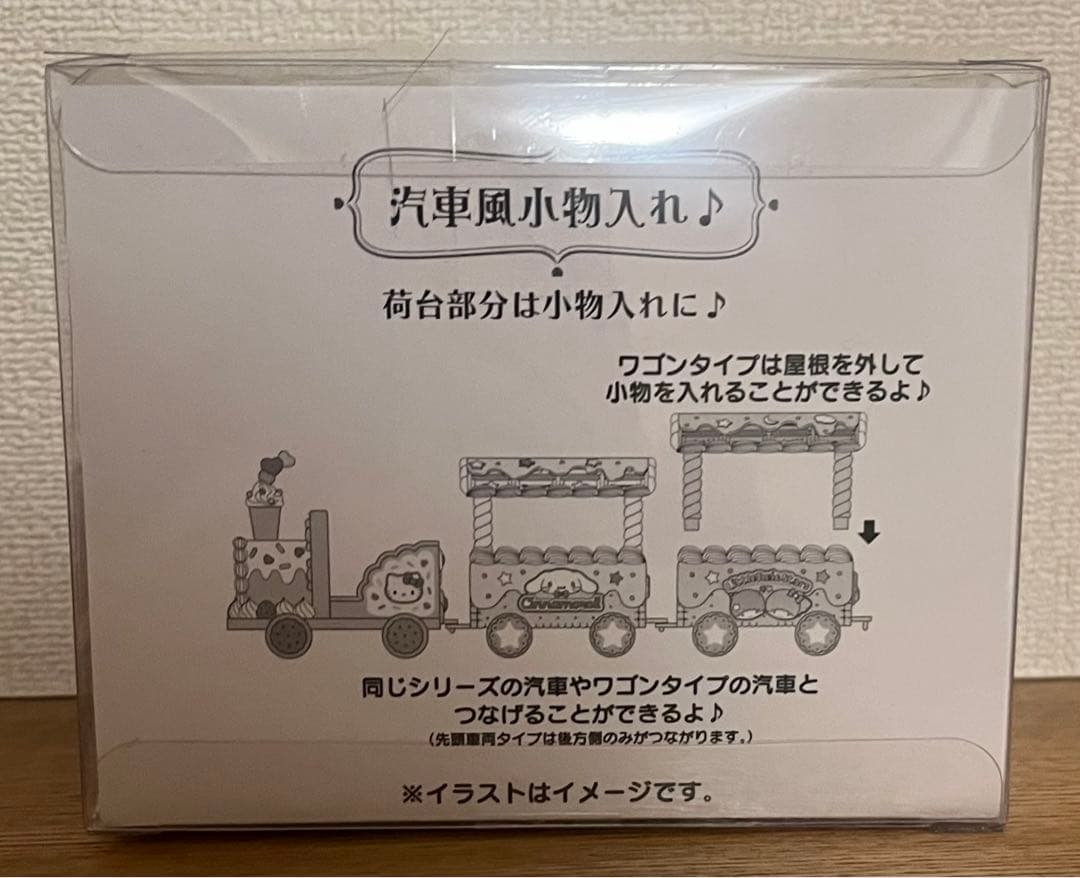 汽車風小物入れ♪
荷台部分は小物入れに♪
ワゴンタイプは屋根を外して
小物を入れることができるよ♪
Cinnamoroll
同じシリーズの汽車やワゴンタイプの汽車と
つなげることができるよ♪
(先頭車両タイプは後方側のみがつながります。)
※イラストはイメージです。